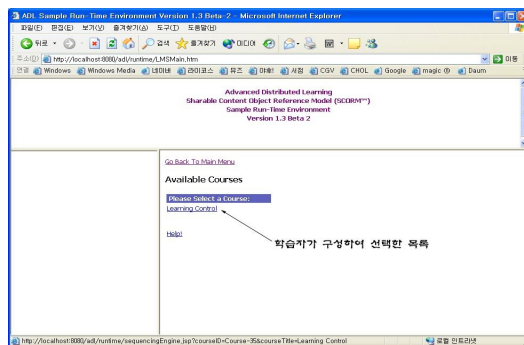 ADL Sample Run-Time Environment Version 1.3 Beta-2 - Microsoft Internet Explorer
파일(F) 편집(E) 보기(V) 즐겨찾기(A) 도구(T) 도움말(H)
뒤로 검색 즐겨찾기 미디어
주소(D) http://localhost:8080/adl/runtime/LMSMain.htm 이동
연결 Windows Windows Media 네이버 라이코스 뮤즈 야후! 서점 CGV CHOL Google magic ⓝ Daum
Advanced Distributed Learning
Sharable Content Object Reference Model (SCORM™)
Sample Run-Time Environment
Version 1.3 Beta 2
Go Back To Main Menu
Available Courses
Please Select a Course:
Learning Control
Help!
학습자가 구성하여 선택한 목록
http://localhost:8080/adl/runtime/sequencingEngine.jsp?courseID=Course-35&courseTitle=Learning Control 로컬 인트라넷